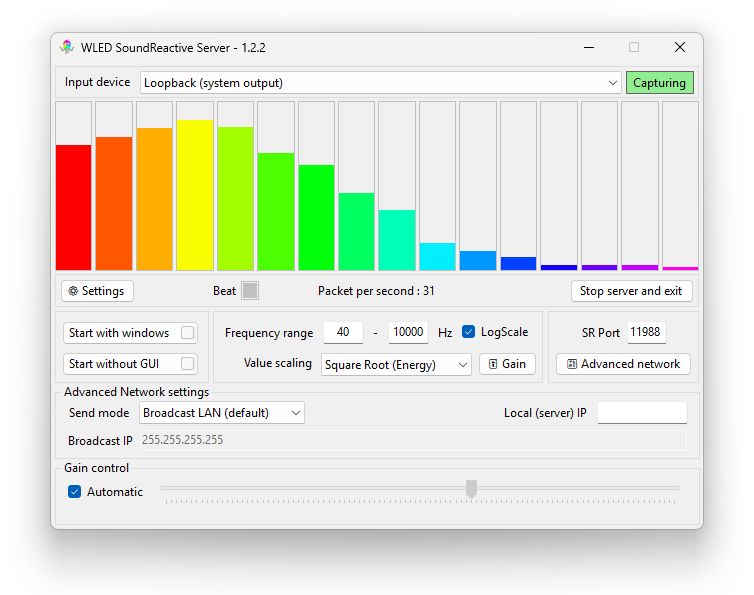 WLED SoundReactive Server - 1.2.2
Input device Loopback (system output) Capturing
Settings Beat Packet per second : 31 Stop server and exit
Start with windows Frequency range 40 - 10000 Hz LogScale SR Port 11988
Start without GUI Value scaling Square Root (Energy) Gain Advanced network
Advanced Network settings
Send mode Broadcast LAN (default) Local (server) IP
Broadcast IP 255.255.255.255
Gain control
Automatic